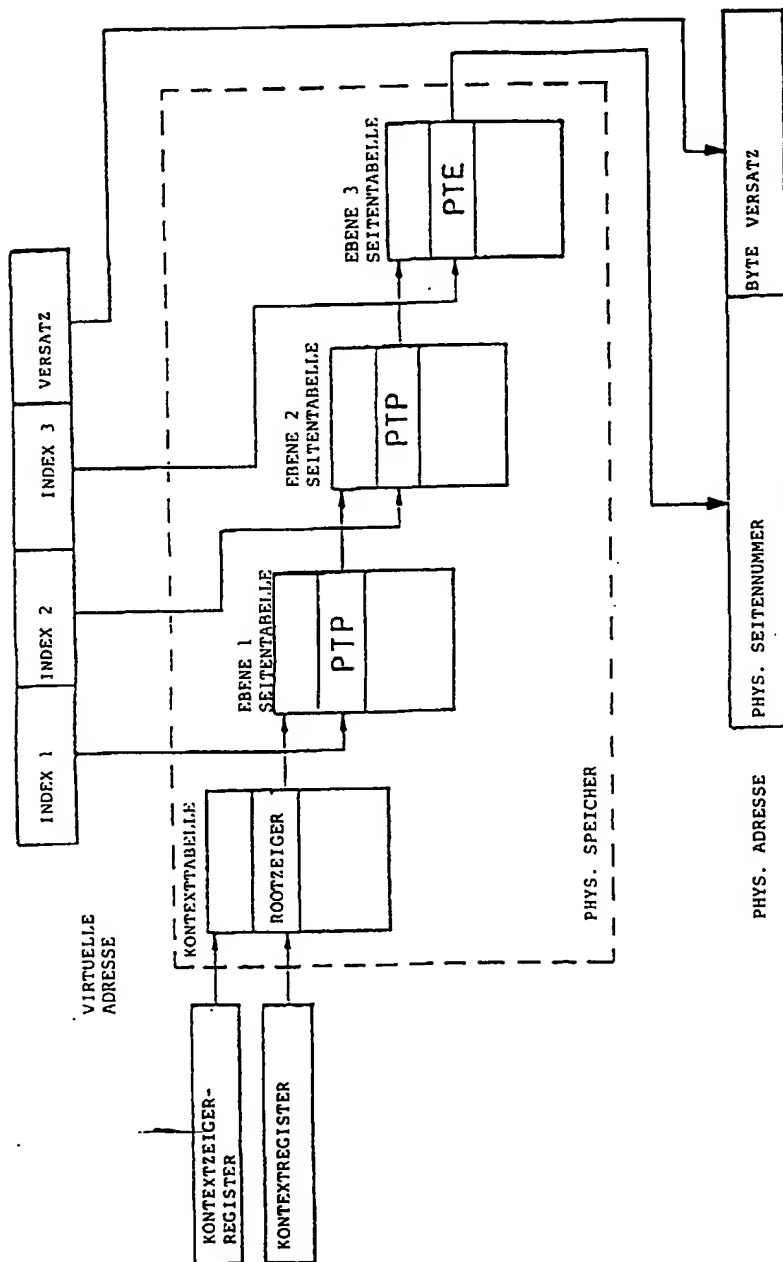 VIRTUELLE
ADRESSE
INDEX 1
INDEX 2
INDEX 3
VERSATZ
KONTEXTZEIGER-
REGISTER
KONTEXTREGISTER
KONTEXTTABELLE
ROOTZEIGER
EBENE 1
SEITENTABELLE
PTP
EBENE 2
SEITENTABELLE
PTP
EBENE 3
SEITENTABELLE
PTE
PHYS. SPEICHER
PHYS. ADRESSE
PHYS. SEITENNUMMER
BYTE VERSATZ